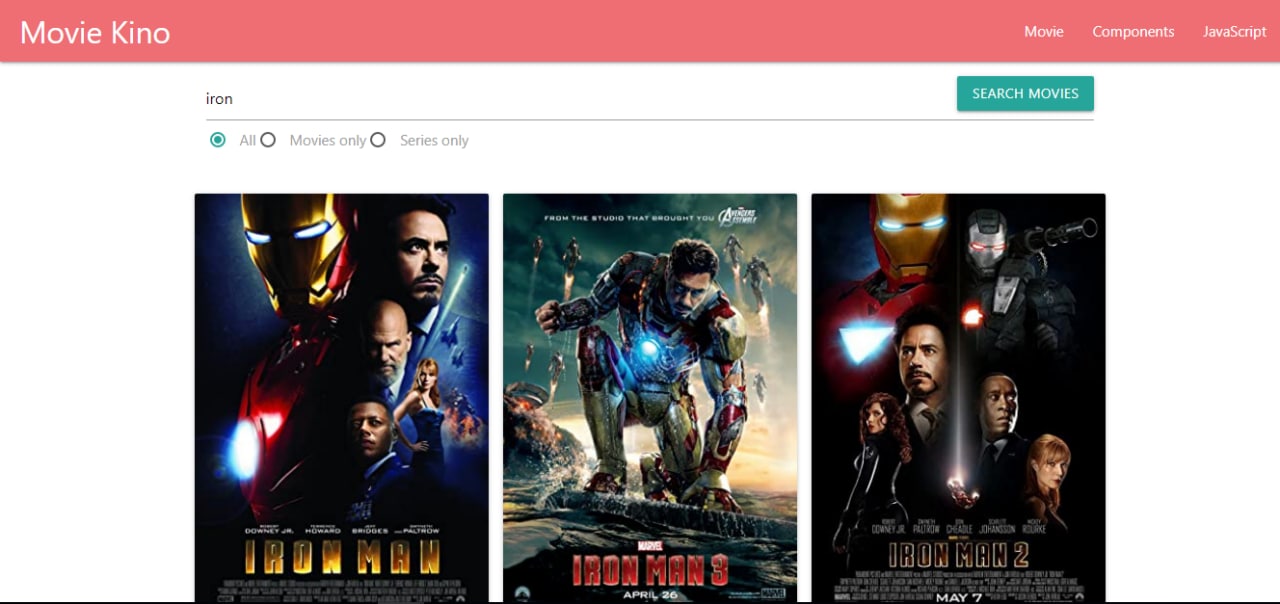 Movie Kino
Movie Components JavaScript
iron
SEARCH MOVIES
All Movies only Series only
ROBERT DOWNEY JR. TERRENCE HOWARD JEFF BRIDGES AND GWYNETH PALTROW
IRON MAN
FROM THE STUDIO THAT BROUGHT YOU AVENGERS ASSEMBLE
MARVEL
IRON MAN 3
APRIL 26
MARVEL
ROBERT DOWNEY JR. GWYNETH PALTROW DON CHEADLE SCARLETT JOHANSSON MICKEY ROURKE
IRON MAN 2
MAY 7